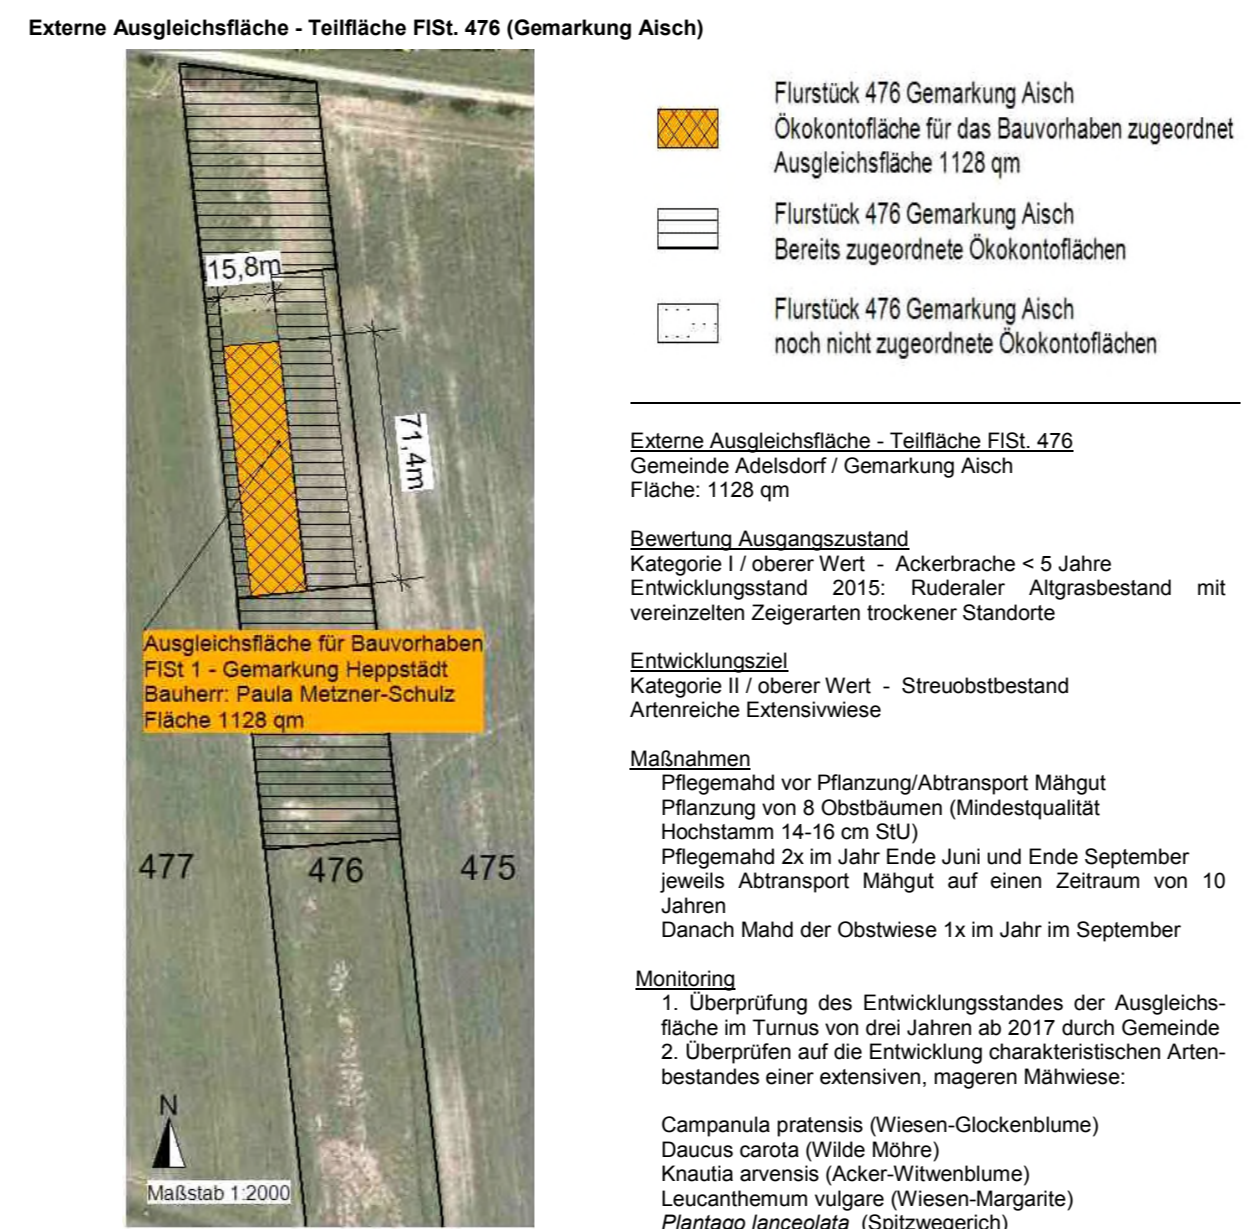 Externe Ausgleichsfläche - Teilfläche FlSt. 476 (Gemarkung Aisch)
15,8m
71,4m
Ausgleichsfläche für Bauvorhaben
FlSt 1 - Gemarkung Heppstädt
Bauherr: Paula Metzner-Schulz
Fläche 1128 qm
477
476
475
N
Maßstab 1:2000
Flurstück 476 Gemarkung Aisch
Ökokontofläche für das Bauvorhaben zugeordnet
Ausgleichsfläche 1128 qm
Flurstück 476 Gemarkung Aisch
Bereits zugeordnete Ökokontoflächen
Flurstück 476 Gemarkung Aisch
noch nicht zugeordnete Ökokontoflächen
Externe Ausgleichsfläche - Teilfläche FlSt. 476
Gemeinde Adelsdorf / Gemarkung Aisch
Fläche: 1128 qm
Bewertung Ausgangszustand
Kategorie I / oberer Wert - Ackerbrache < 5 Jahre
Entwicklungsstand 2015: Ruderaler Altgrasbestand mit
vereinzelten Zeigerarten trockener Standorte
Entwicklungsziel
Kategorie II / oberer Wert - Streuobstbestand
Artenreiche Extensivwiese
Maßnahmen
Pflegemahd vor Pflanzung/Abtransport Mähgut
Pflanzung von 8 Obstbäumen (Mindestqualität
Hochstamm 14-16 cm StU)
Pflegemahd 2x im Jahr Ende Juni und Ende September
jeweils Abtransport Mähgut auf einen Zeitraum von 10
Jahren
Danach Mahd der Obstwiese 1x im Jahr im September
Monitoring
1. Überprüfung des Entwicklungsstandes der Ausgleichs-
fläche im Turnus von drei Jahren ab 2017 durch Gemeinde
2. Überprüfen auf die Entwicklung charakteristischen Arten-
bestandes einer extensiven, mageren Mähwiese:
Campanula pratensis (Wiesen-Glockenblume)
Daucus carota (Wilde Möhre)
Knautia arvensis (Acker-Witwenblume)
Leucanthemum vulgare (Wiesen-Margarite)
Plantago lanceolata (Spitzwegerich)